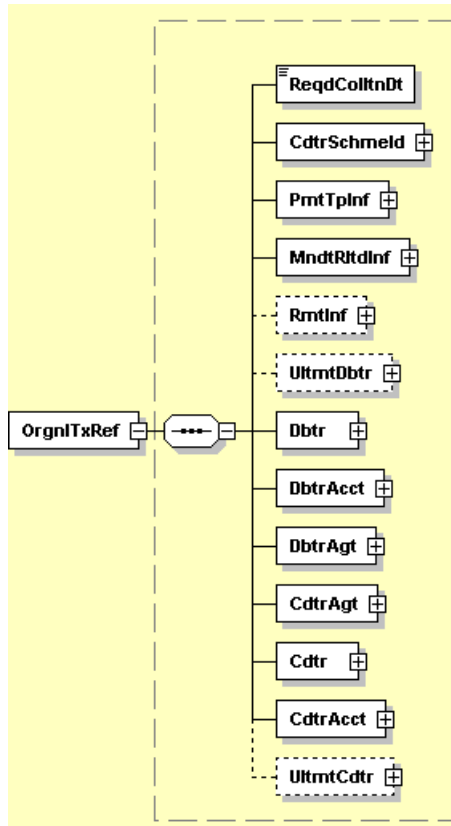 ReqdColltnDt
CdtrSchmeId
PmtTpInf
MndtRltdInf
RmtInf
UltmtDbtr
OrgnlTxRef
Dbtr
DbtrAcct
DbtrAgt
CdtrAgt
Cdtr
CdtrAcct
UltmtCdtr